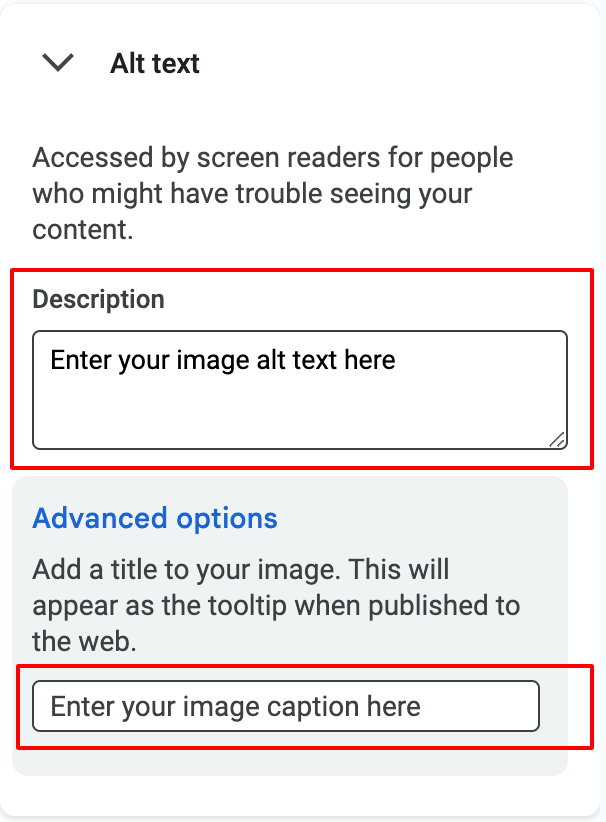 Alt text
Accessed by screen readers for people
who might have trouble seeing your
content.
Description
Enter your image alt text here
Advanced options
Add a title to your image. This will
appear as the tooltip when published to
the web.
Enter your image caption here